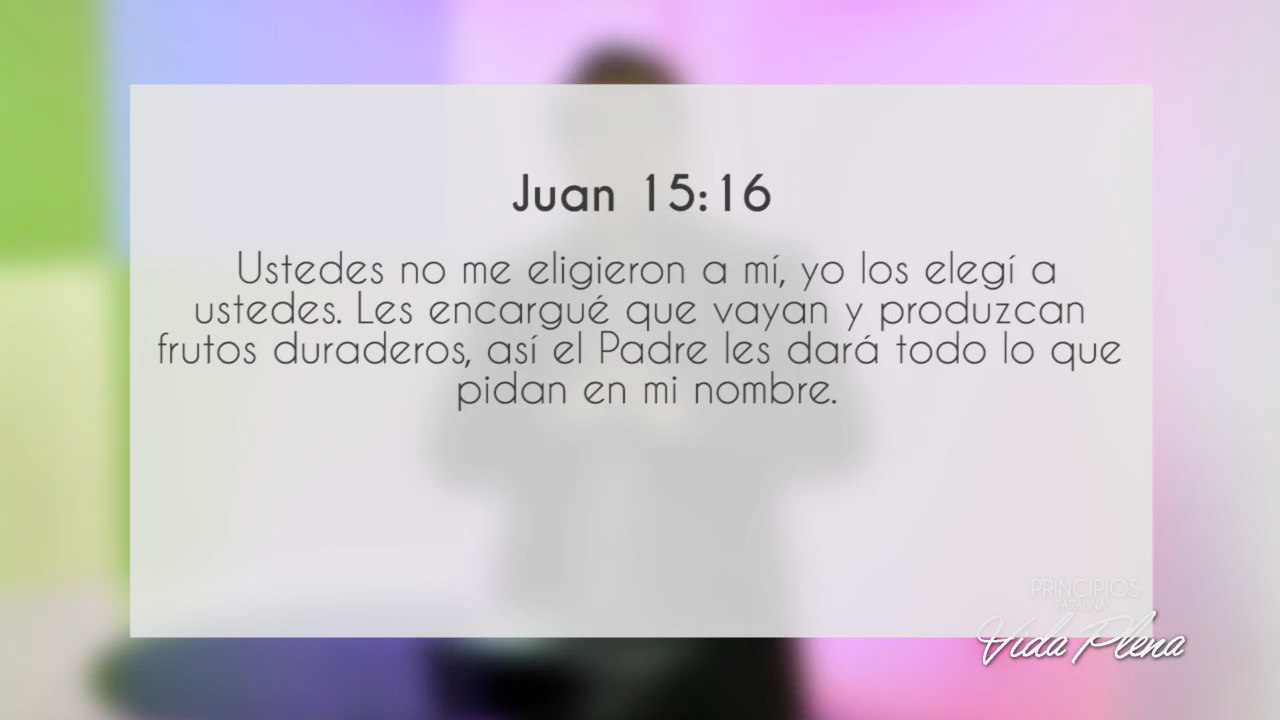 Juan 15:16
Ustedes no me eligieron a mí, yo los elegí a
ustedes. Les encargué que vayan y produzcan
frutos duraderos, así el Padre les dará todo lo que
pidan en mi nombre.
PRINCIPIOS
PARA UNA
Vida Plena